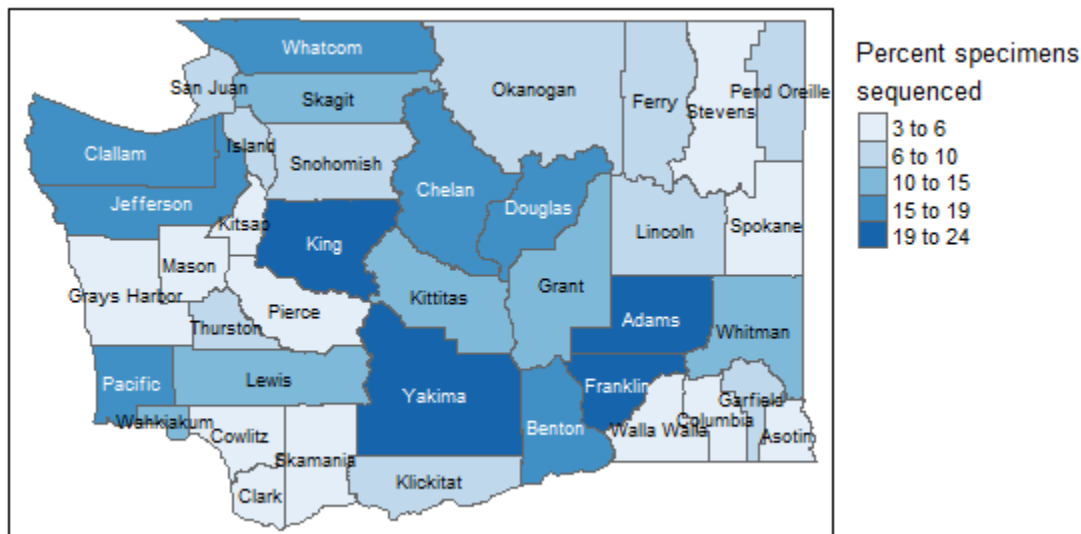 Whatcom
San Juan
Skagit
Okanogan
Ferry
Pend Oreille
Stevens
Clallam
Island
Snohomish
Chelan
Jefferson
Douglas
Kitsap
King
Lincoln
Spokane
Mason
Grays Harbor
Kittitas
Grant
Pierce
Thurston
Adams
Whitman
Pacific
Lewis
Yakima
Franklin
Garfield
Wahkiakum
Cowlitz
Benton
Walla Walla
Columbia
Asotin
Skamania
Klickitat
Clark
Percent specimens
sequenced
3 to 6
6 to 10
10 to 15
15 to 19
19 to 24